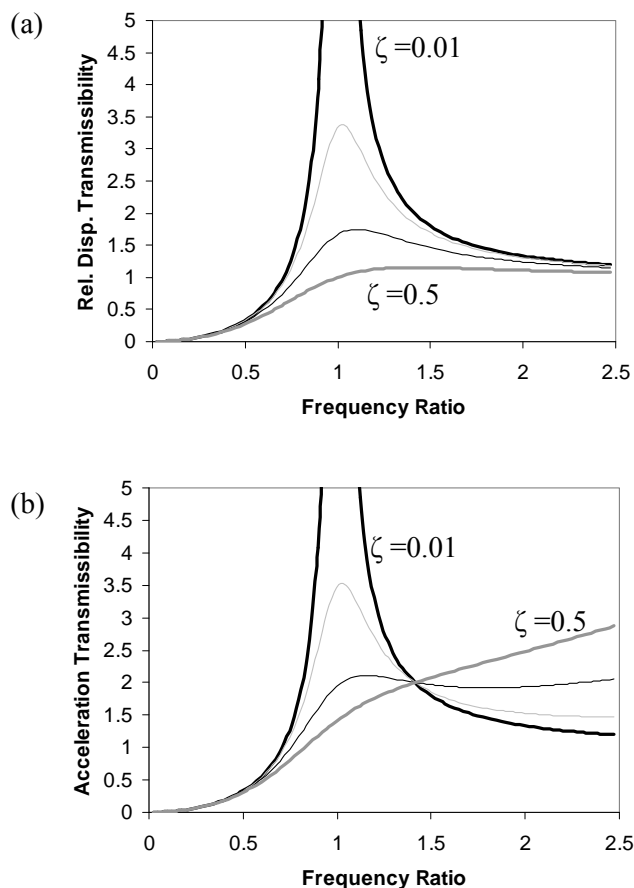 (a)
Rel. Disp. Transmissibility
5
4.5
4
3.5
3
2.5
2
1.5
1
0.5
0
ζ =0.01
ζ =0.5
0 0.5 1 1.5 2 2.5
Frequency Ratio
(b)
Acceleration Transmissibility
5
4.5
4
3.5
3
2.5
2
1.5
1
0.5
0
ζ =0.01
ζ =0.5
0 0.5 1 1.5 2 2.5
Frequency Ratio